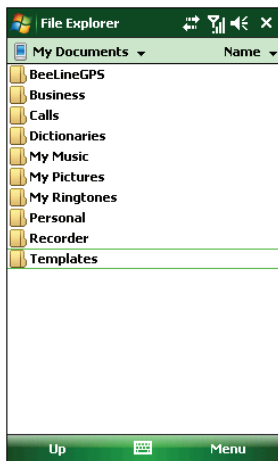 File Explorer
My Documents Name
BeeLineGPS
Business
Calls
Dictionaries
My Music
My Pictures
My Ringtones
Personal
Recorder
Templates
Up Menu